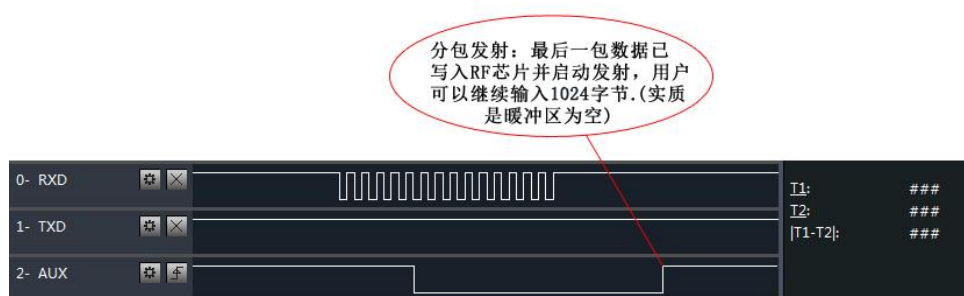 分包发射：最后一包数据已
写入RF芯片并启动发射，用户
可以继续输入1024字节.(实质
是暖冲区为空)
0- RXD
1- TXD
2- AUX
T1: ###
T2: ###
|T1-T2|: ###